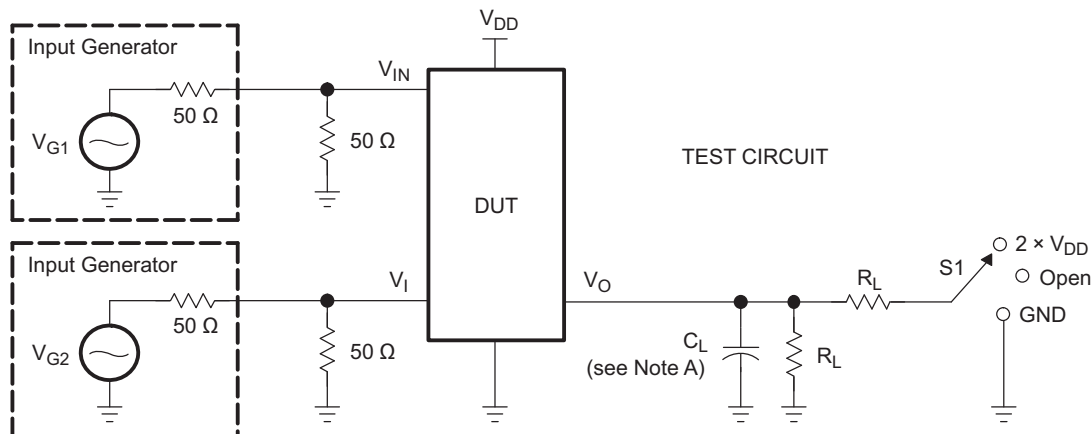 V_DD
Input Generator
V_IN
50 Ω
V_G1
50 Ω
TEST CIRCUIT
DUT
Input Generator
V_I
V_O
S1
2 × V_DD
Open
R_L
GND
50 Ω
V_G2
50 Ω
C_L
(see Note A)
R_L